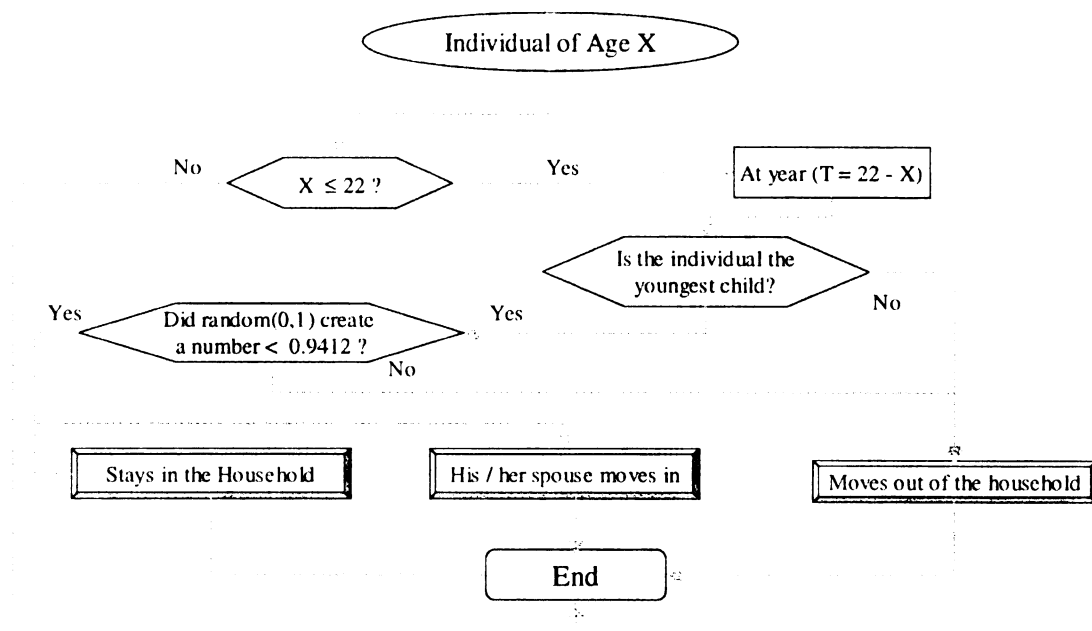 Individual of Age X
No
X ≤ 22 ?
Yes
At year (T = 22 - X)
Is the individual the
youngest child?
No
Yes
Did random(0,1) create
a number < 0.9412 ?
Yes
No
Stays in the Household
His / her spouse moves in
Moves out of the household
End